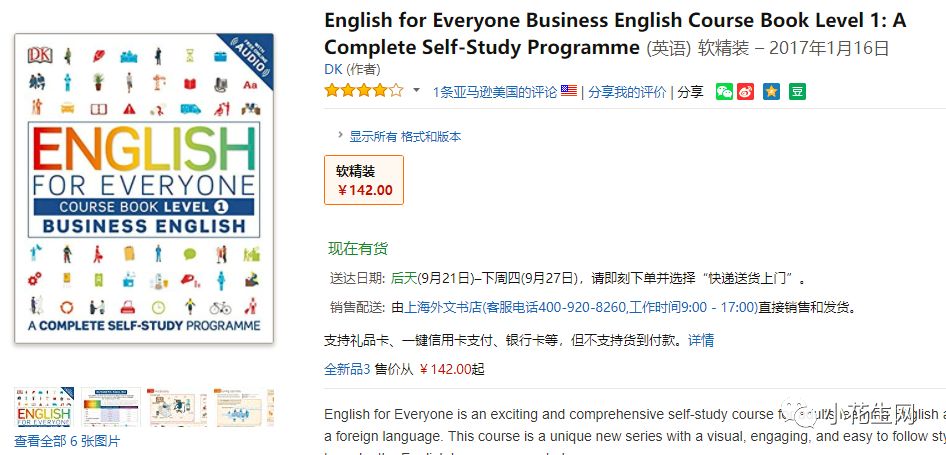 DK
WITH FREE ONLINE AUDIO
Aa
ENGLISH
FOR EVERYONE
COURSE BOOK LEVEL 1
BUSINESS ENGLISH
A COMPLETE SELF-STUDY PROGRAMME
ENGLISH
查看全部 6 张图片
English for Everyone Business English Course Book Level 1: A
Complete Self-Study Programme (英语) 软精装 – 2017年1月16日
DK (作者)
1条亚马逊美国的评论 | 分享我的评价 | 分享
豆
显示所有 格式和版本
软精装
￥142.00
现在有货
送达日期: 后天(9月21日)–下周四(9月27日)，请即刻下单并选择“快递送货上门”。
销售配送: 由上海外文书店(客服电话400-920-8260,工作时间9:00 - 17:00)直接销售和发货。
支持礼品卡、一键信用卡支付、银行卡等，但不支持货到付款。详情
全新品3 售价从 ￥142.00起
English for Everyone is an exciting and comprehensive self-study course
a foreign language. This course is a unique new series with a visual, engaging, and easy to follow
小花生网